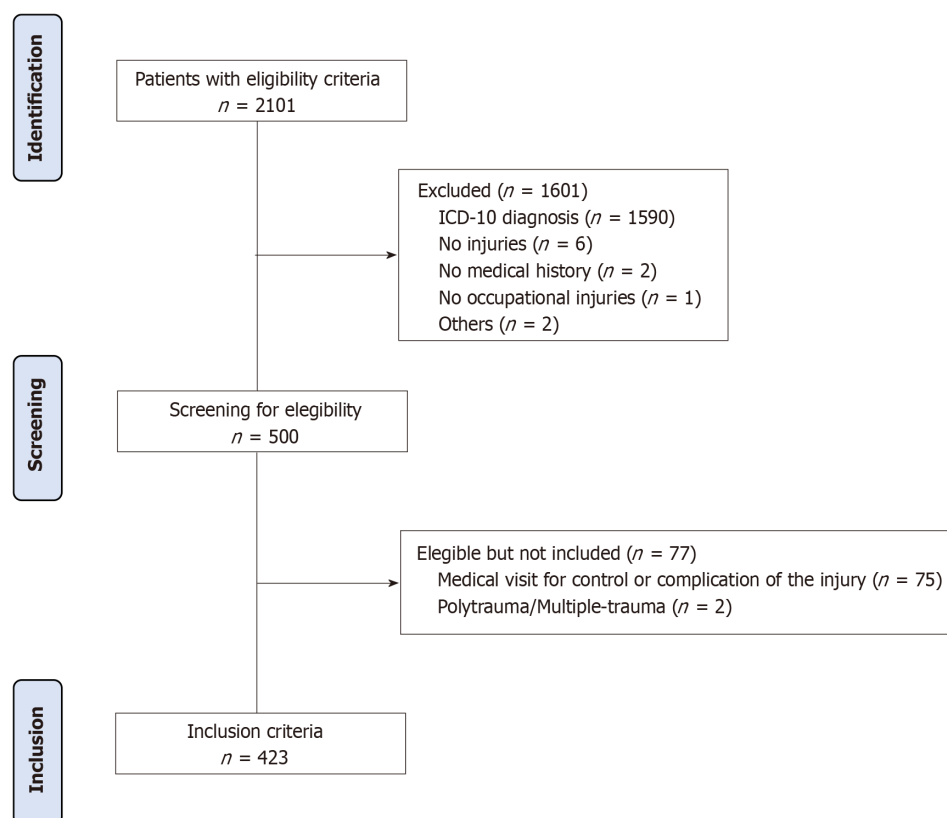 Identification
Patients with eligibility criteria
n = 2101
Excluded (n = 1601)
ICD-10 diagnosis (n = 1590)
No injuries (n = 6)
No medical history (n = 2)
No occupational injuries (n = 1)
Others (n = 2)
Screening
Screening for elegibility
n = 500
Elegible but not included (n = 77)
Medical visit for control or complication of the injury (n = 75)
Polytrauma/Multiple-trauma (n = 2)
Inclusion
Inclusion criteria
n = 423